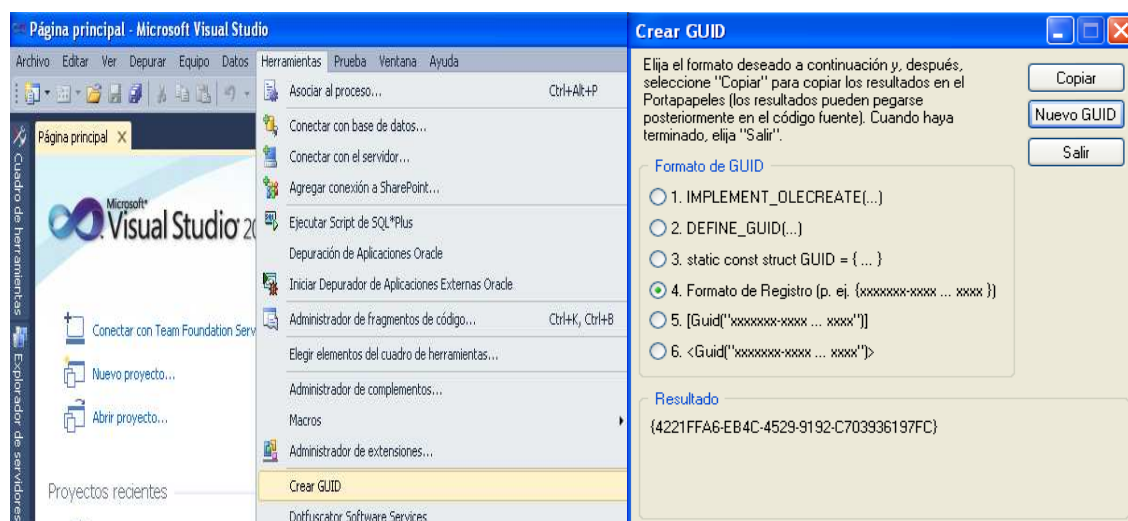 Página principal - Microsoft Visual Studio
Archivo Editar Ver Depurar Equipo Datos Herramientas Prueba Ventana Ayuda
Página principal X
Cuadro de herramientas
Explorador de servidores
Microsoft
Visual Studio 20
Conectar con Team Foundation Serv
Nuevo proyecto...
Abrir proyecto...
Proyectos recientes
Asociar al proceso... Ctrl+Alt+P
Conectar con base de datos...
Conectar con el servidor...
Agregar conexión a SharePoint...
Ejecutar Script de SQL*Plus
Depuración de Aplicaciones Oracle
Iniciar Depurador de Aplicaciones Externas Oracle
Administrador de fragmentos de código... Ctrl+K, Ctrl+B
Elegir elementos del cuadro de herramientas...
Administrador de complementos...
Macros
Administrador de extensiones...
Crear GUID
Dotfuscator Software Services
Crear GUID
Elija el formato deseado a continuación y, después,
seleccione "Copiar" para copiar los resultados en el
Portapapeles (los resultados pueden pegarse
posteriormente en el código fuente). Cuando haya
terminado, elija "Salir".
Copiar
Nuevo GUID
Salir
Formato de GUID
1. IMPLEMENT_OLECREATE(...)
2. DEFINE_GUID(...)
3. static const struct GUID = { ... }
4. Formato de Registro (p. ej. {xxxxxxx-xxxx ... xxxx })
5. [Guid("xxxxxxx-xxxx ... xxxx")]
6. <Guid("xxxxxxx-xxxx ... xxxx")>
Resultado
{4221FFA6-EB4C-4529-9192-C703936197FC}